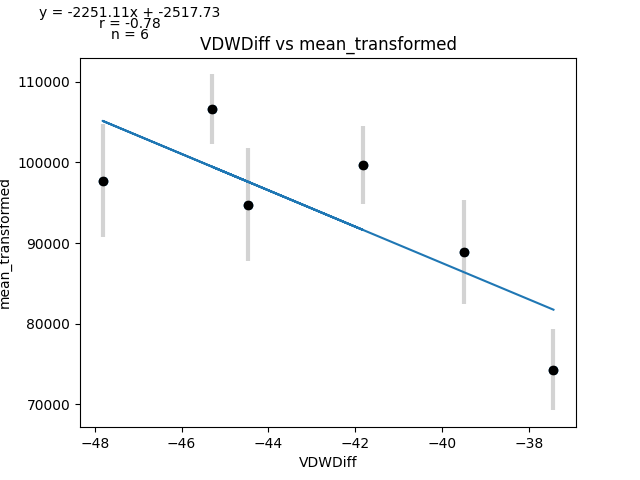 y = -2251.11x + -2517.73
r = -0.78
n = 6
VDWDiff vs mean_transformed
110000
100000
90000
80000
70000
mean_transformed
−48
−46
−44
−42
−40
−38
VDWDiff